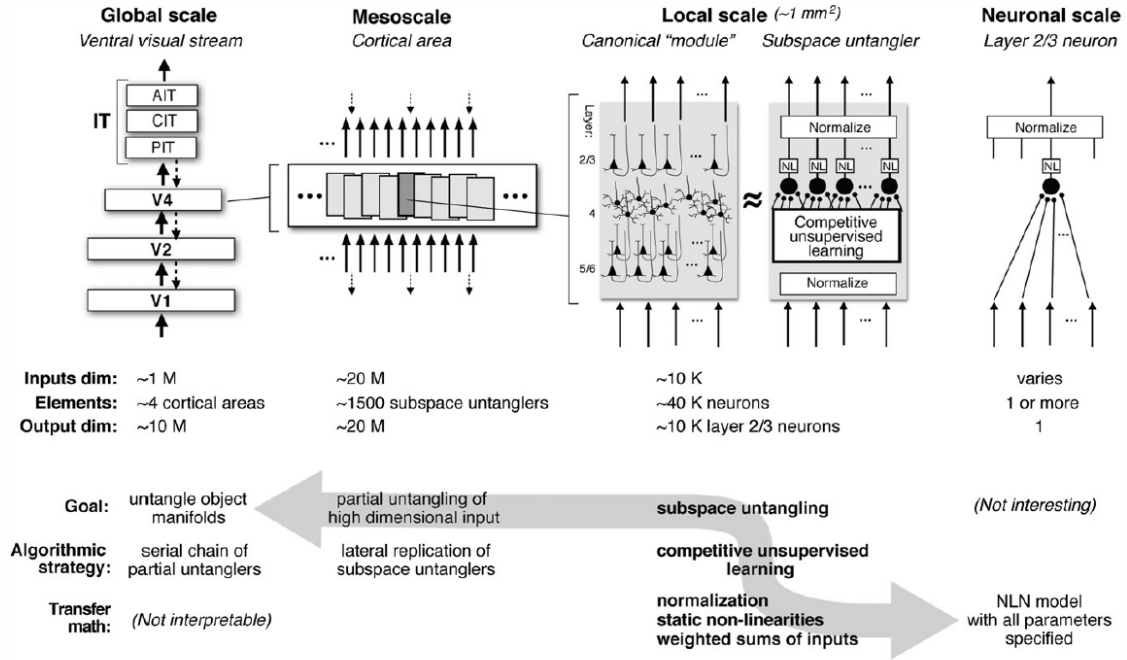 Global scale
Ventral visual stream
Mesoscale
Cortical area
Local scale (~1 mm²)
Canonical “module”
Subspace untangler
Neuronal scale
Layer 2/3 neuron
IT
AIT
CIT
PIT
V4
V2
V1
...
...
...
...
Layer:
2/3
4
5/6
...
...
...
...
≈
...
Normalize
NL NL NL NL
...
Competitive
unsupervised
learning
Normalize
...
Normalize
NL
...
...
Inputs dim: ~1 M ~20 M ~10 K varies
Elements: ~4 cortical areas ~1500 subspace untanglers ~40 K neurons 1 or more
Output dim: ~10 M ~20 M ~10 K layer 2/3 neurons 1
Goal:
untangle object
manifolds
partial untangling of
high dimensional input
subspace untangling
(Not interesting)
Algorithmic
strategy:
serial chain of
partial untanglers
lateral replication of
subspace untanglers
competitive unsupervised
learning
Transfer
math:
(Not interpretable)
normalization
static non-linearities
weighted sums of inputs
NLN model
with all parameters
specified